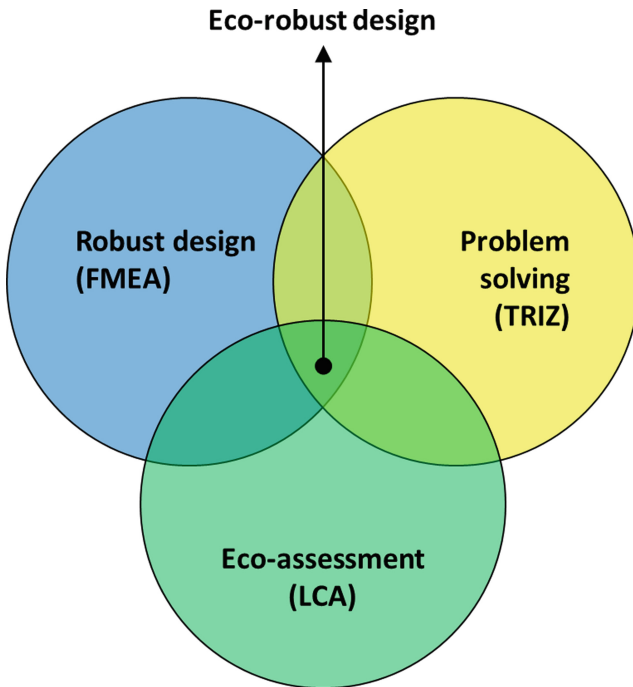 Eco-robust design
Robust design
(FMEA)
Problem
solving
(TRIZ)
Eco-assessment
(LCA)